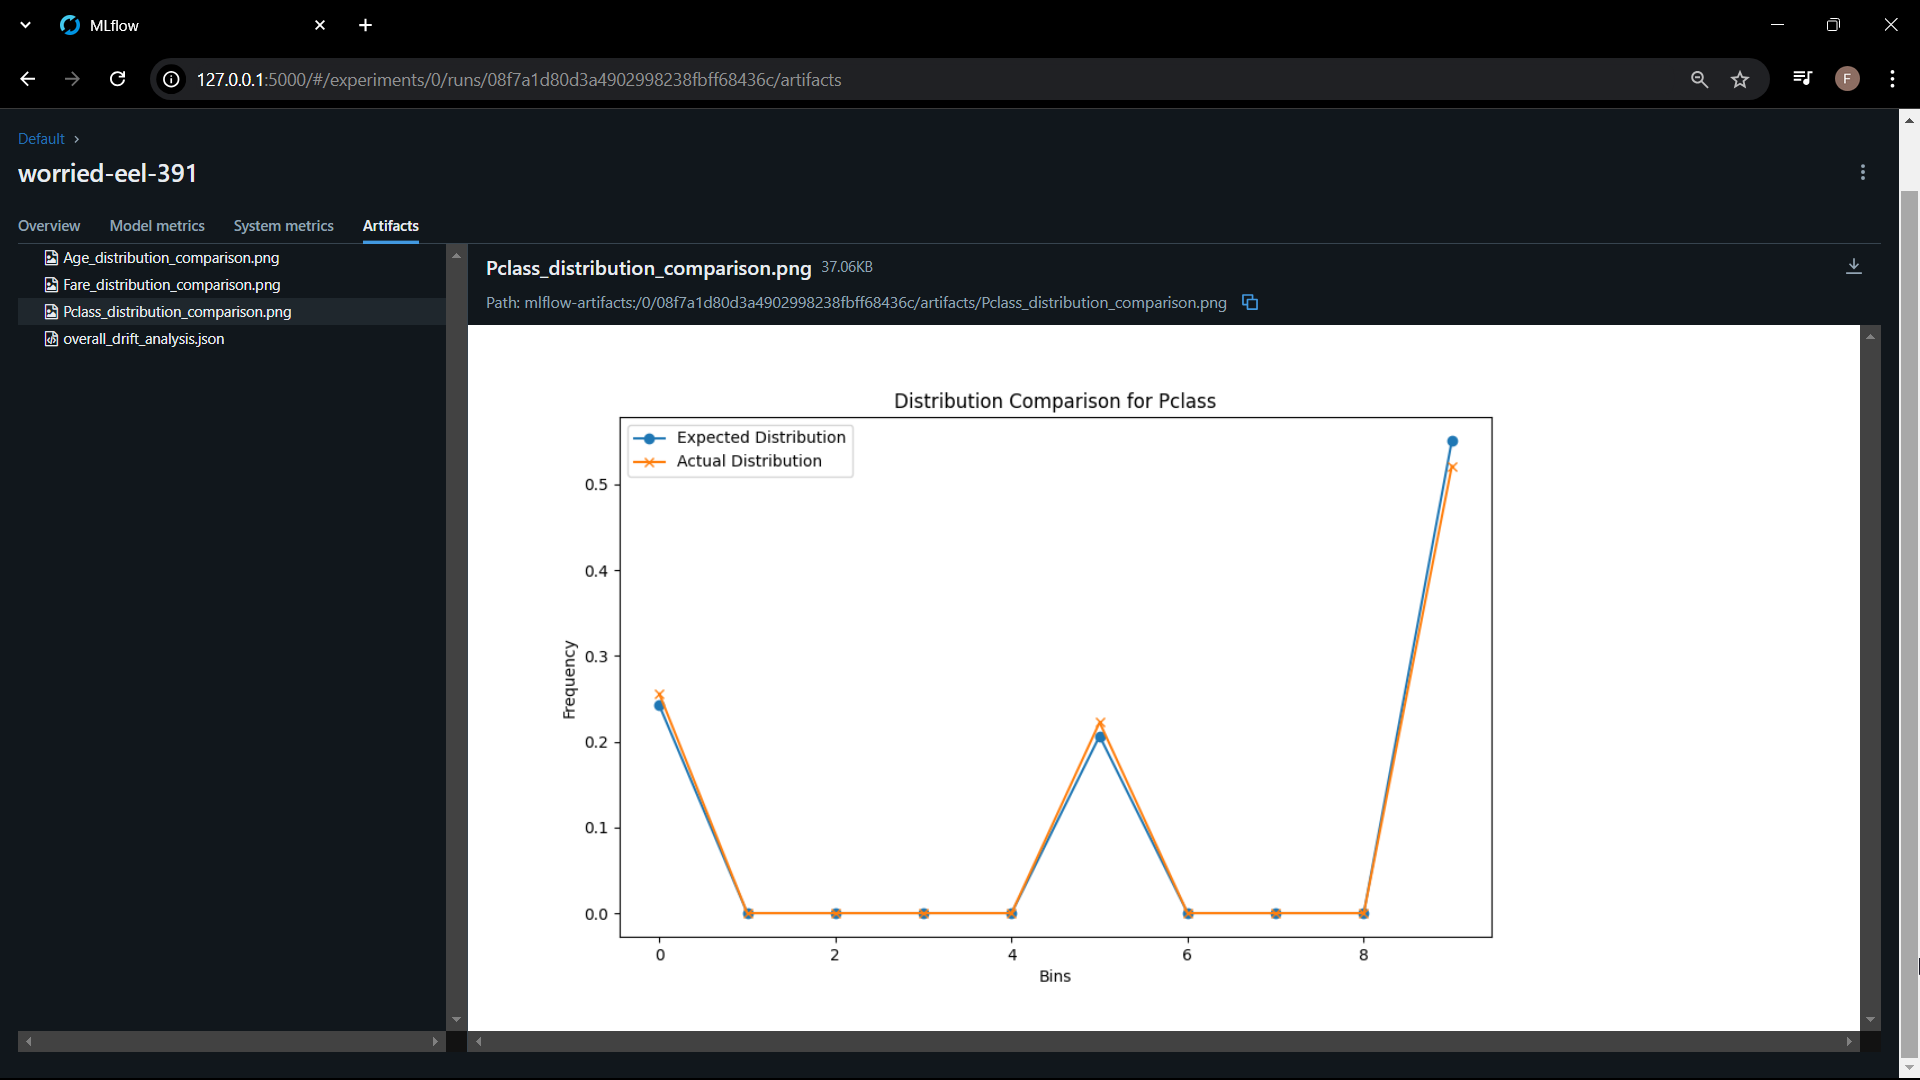 MLflow
127.0.0.1:5000/#/experiments/0/runs/08f7a1d80d3a4902998238fbff68436c/artifacts
F
Default
worried-eel-391
Overview Model metrics System metrics Artifacts
Age_distribution_comparison.png
Fare_distribution_comparison.png
Pclass_distribution_comparison.png
overall_drift_analysis.json
Pclass_distribution_comparison.png 37.06KB
Path: mlflow-artifacts:/0/08f7a1d80d3a4902998238fbff68436c/artifacts/Pclass_distribution_comparison.png
Distribution Comparison for Pclass
Expected Distribution
Actual Distribution
0.5
0.4
0.3
0.2
0.1
0.0
Frequency
0 2 4 6 8
Bins